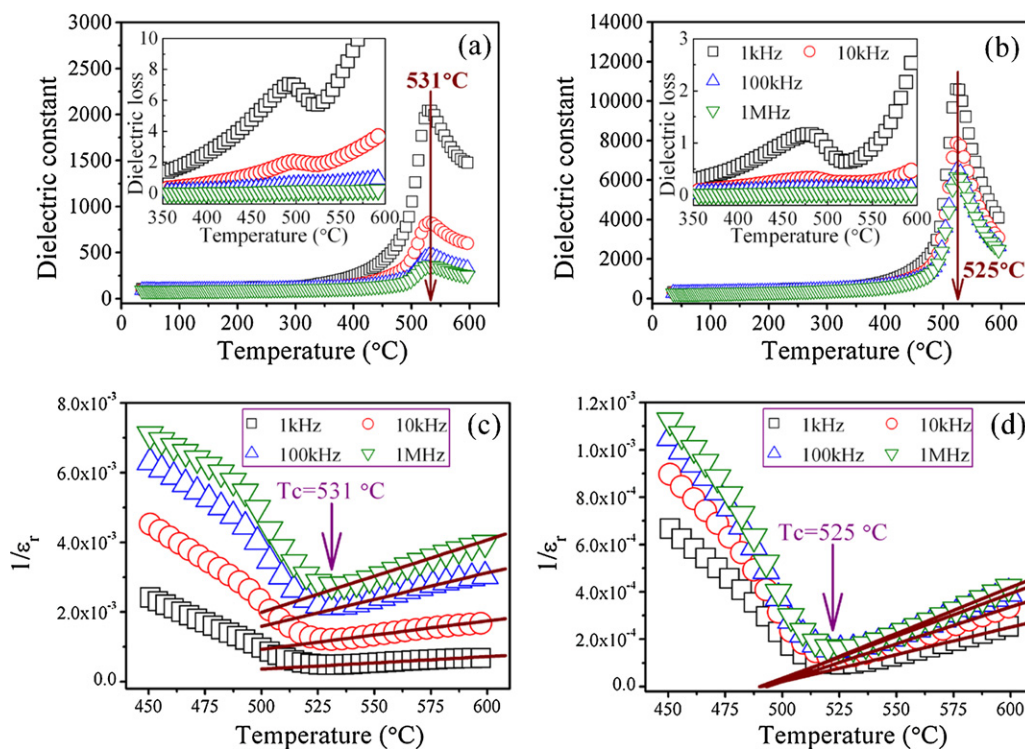 (a)
531°C
Dielectric constant
3000
2500
2000
1500
1000
500
0
0 100 200 300 400 500 600
Temperature (°C)
Dielectric loss
10
8
6
4
2
0
350 400 450 500 550 600
Temperature (°C)
(b)
525°C
Dielectric constant
14000
12000
10000
8000
6000
4000
2000
0
0 100 200 300 400 500 600
Temperature (°C)
Dielectric loss
3
2
1
0
350 400 450 500 550 600
Temperature (°C)
1kHz 10kHz
100kHz
1MHz
(c)
1kHz 10kHz
100kHz 1MHz
Tc=531 °C
1/εr
8.0x10-3
6.0x10-3
4.0x10-3
2.0x10-3
0.0
450 475 500 525 550 575 600
Temperature (°C)
(d)
1kHz 10kHz
100kHz 1MHz
Tc=525 °C
1/εr
1.2x10-3
1.0x10-3
8.0x10-4
6.0x10-4
4.0x10-4
2.0x10-4
0.0
450 475 500 525 550 575 600
Temperature (°C)